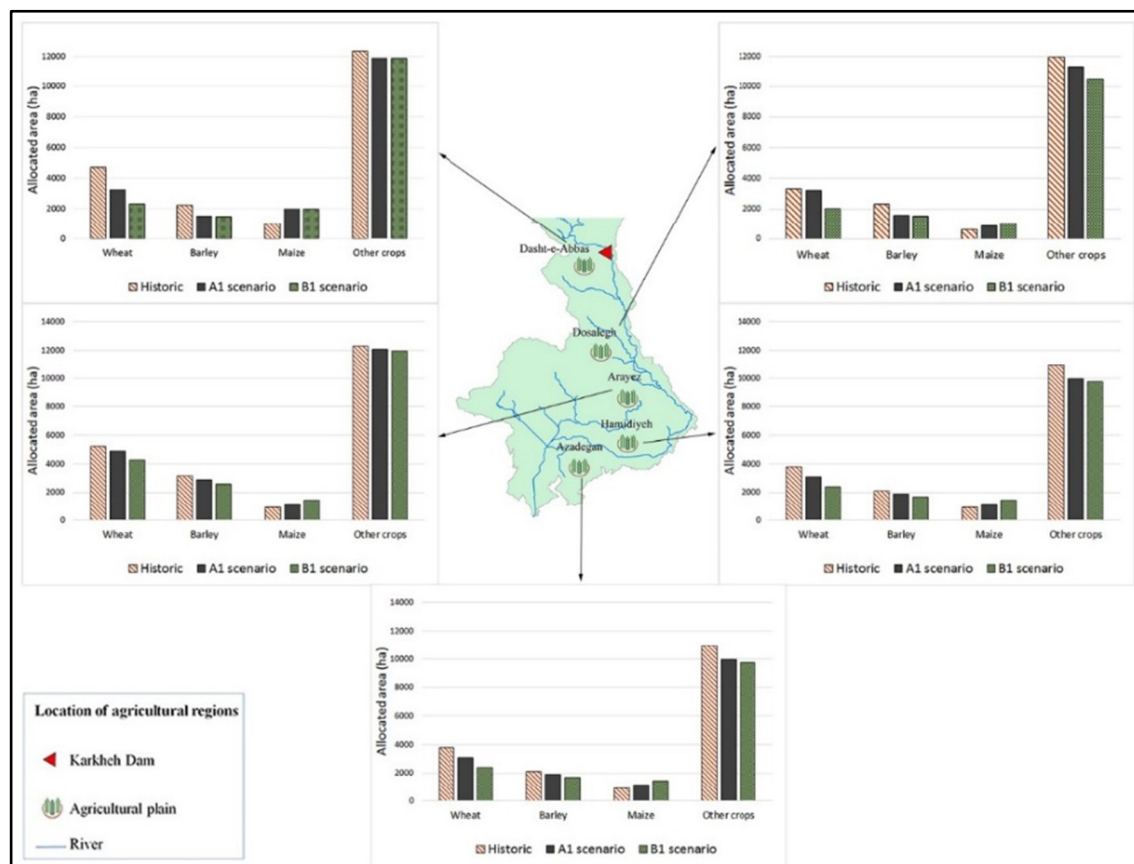 Allocated area (ha)
12000
10000
8000
6000
4000
2000
0
Wheat Barley Maize Other crops
Historic A1 scenario B1 scenario
Allocated area (ha)
12000
10000
8000
6000
4000
2000
0
Wheat Barley Maize Other crops
Historic A1 scenario B1 scenario
Dasht-e-Abbas
Dosalegh
Arayez
Hamidiyeh
Azadegan
Allocated area (ha)
14000
12000
10000
8000
6000
4000
2000
0
Wheat Barley Maize Other crops
Historic A1 scenario B1 scenario
Allocated area (ha)
14000
12000
10000
8000
6000
4000
2000
0
Wheat Barley Maize Other crops
Historic A1 scenario B1 scenario
Allocated area (ha)
14000
12000
10000
8000
6000
4000
2000
0
Wheat Barley Maize Other crops
Historic A1 scenario B1 scenario
Location of agricultural regions
Karkheh Dam
Agricultural plain
River